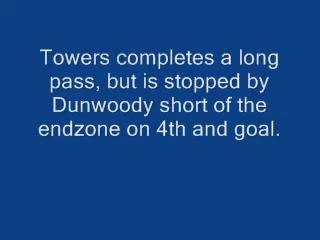 Towers completes a long
pass, but is stopped by
Dunwoody short of the
endzone on 4th and goal.